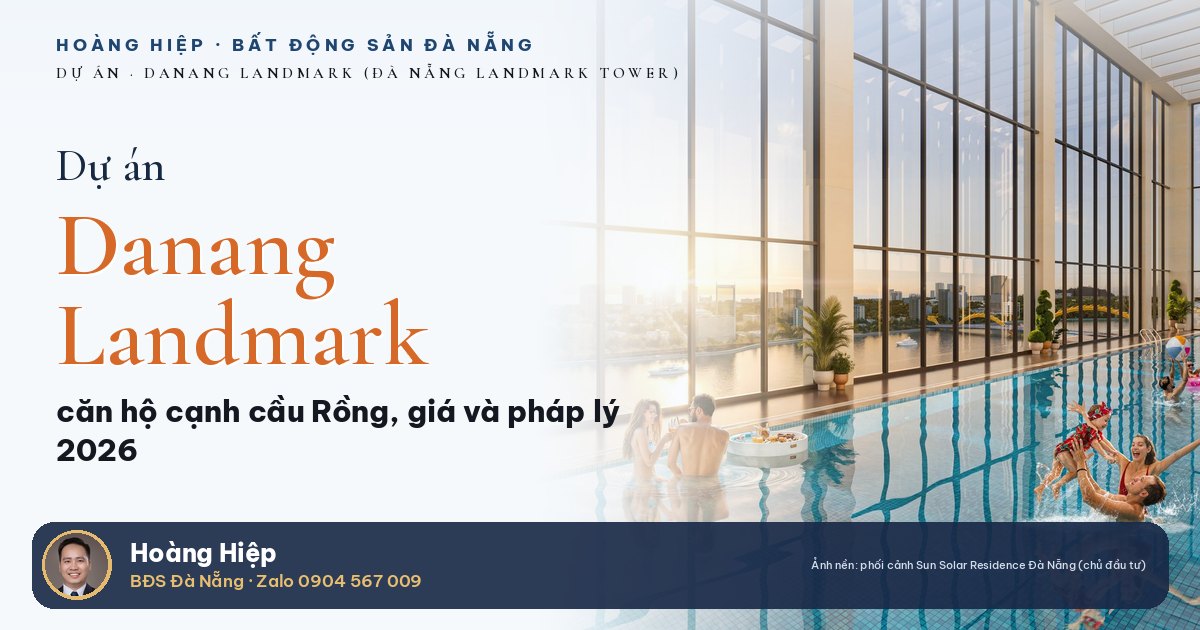 HOÀNG HIỆP · BẤT ĐỘNG SẢN ĐÀ NẴNG
DỰ ÁN · DANANG LANDMARK (ĐÀ NẴNG LANDMARK TOWER)
Dự án
Danang
Landmark
căn hộ cạnh cầu Rồng, giá và pháp lý
2026
Hoàng Hiệp
BĐS Đà Nẵng · Zalo 0904 567 009
Ảnh nền: phối cảnh Sun Solar Residence Đà Nẵng (chủ đầu tư)